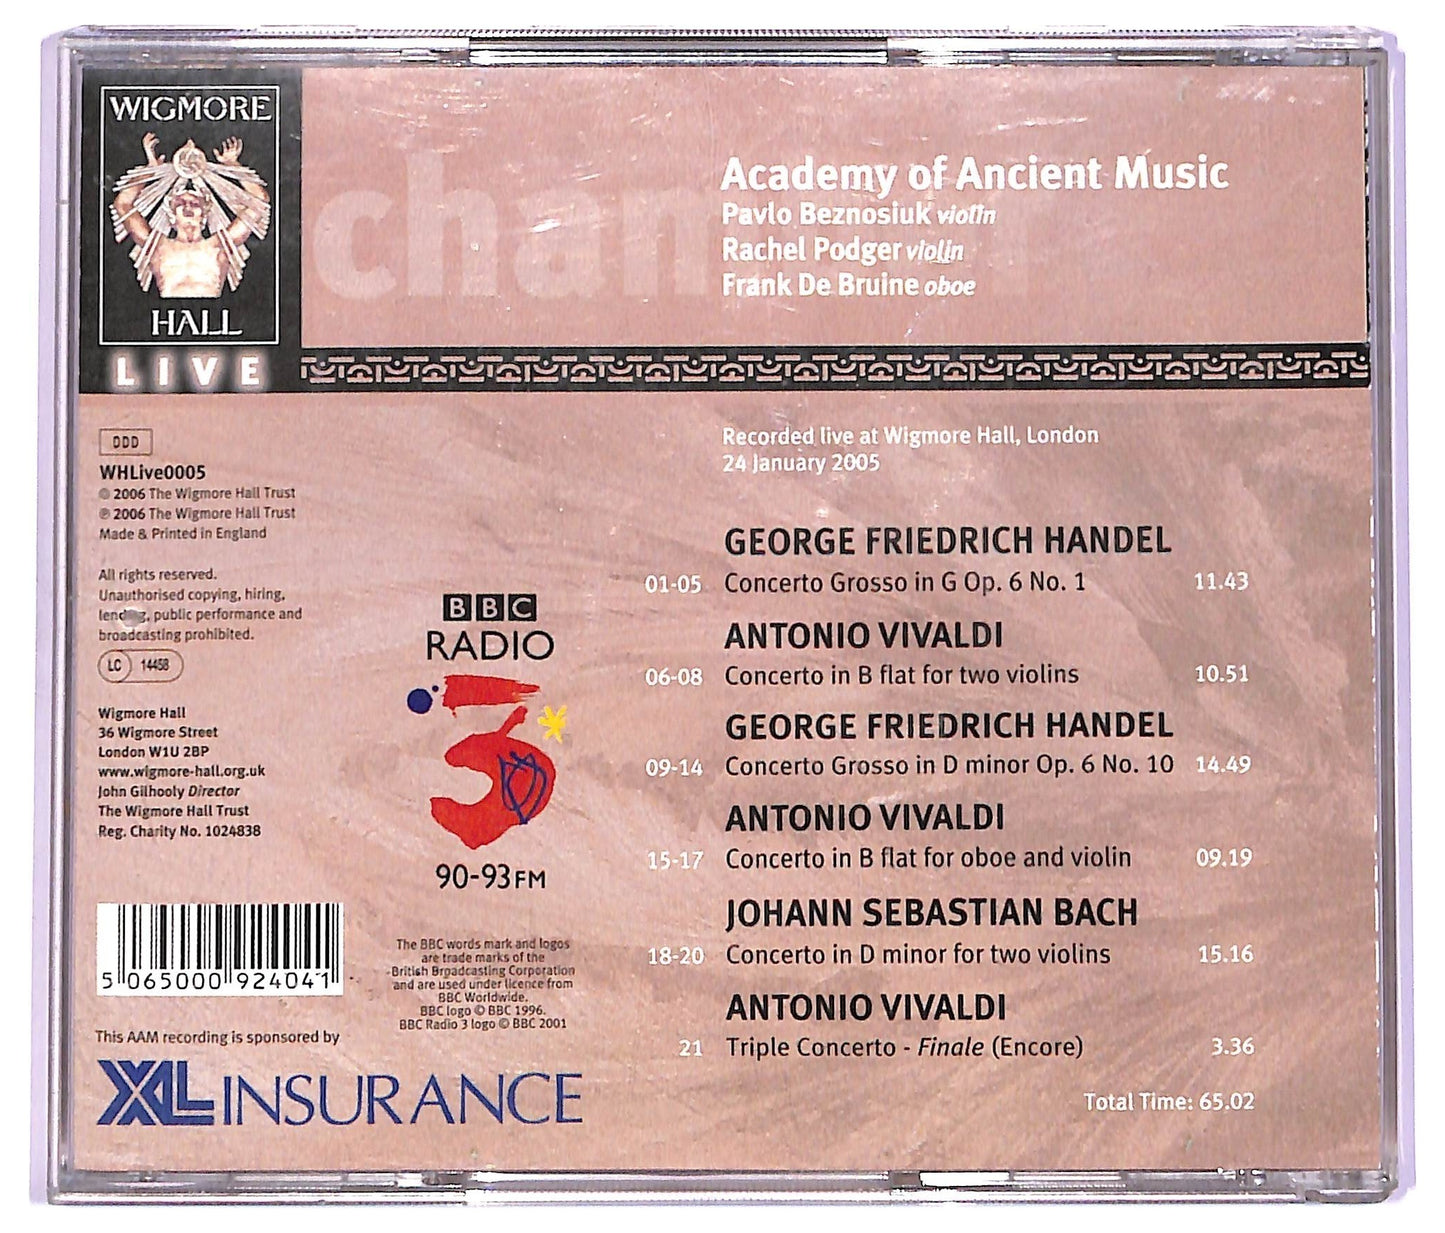 WIGMORE
HALL
LIVE
cham
Academy of Ancient Music
Pavlo Beznosiuk violin
Rachel Podger violin
Frank De Bruine oboe
DDD
WHLive0005
© 2006 The Wigmore Hall Trust
℗ 2006 The Wigmore Hall Trust
Made & Printed in England
All rights reserved.
Unauthorised copying, hiring,
lending, public performance and
broadcasting prohibited.
LC 14458
Wigmore Hall
36 Wigmore Street
London W1U 2BP
www.wigmore-hall.org.uk
John Gilhooly Director
The Wigmore Hall Trust
Reg. Charity No. 1024838
5 065000 924041
This AAM recording is sponsored by
XL INSURANCE
BBC
RADIO
3
90-93FM
The BBC words mark and logos
are trade marks of the
British Broadcasting Corporation
and are used under licence from
BBC Worldwide.
BBC logo © BBC 1996.
BBC Radio 3 logo © BBC 2001
Recorded live at Wigmore Hall, London
24 January 2005
GEORGE FRIEDRICH HANDEL
01-05 Concerto Grosso in G Op. 6 No. 1 11.43
ANTONIO VIVALDI
06-08 Concerto in B flat for two violins 10.51
GEORGE FRIEDRICH HANDEL
09-14 Concerto Grosso in D minor Op. 6 No. 10 14.49
ANTONIO VIVALDI
15-17 Concerto in B flat for oboe and violin 09.19
JOHANN SEBASTIAN BACH
18-20 Concerto in D minor for two violins 15.16
ANTONIO VIVALDI
21 Triple Concerto - Finale (Encore) 3.36
Total Time: 65.02